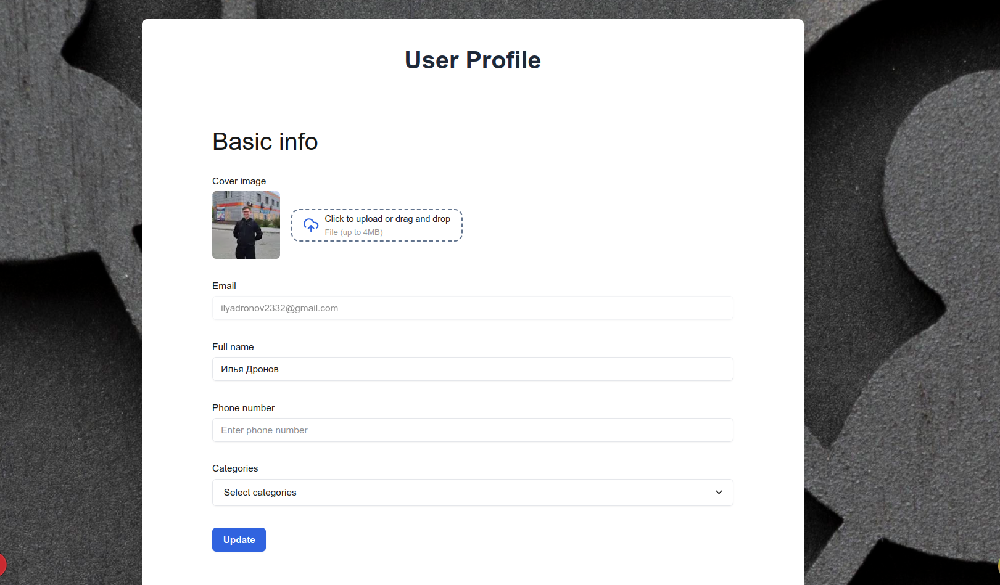 User Profile
Basic info
Cover image
Click to upload or drag and drop
File (up to 4MB)
Email
ilyadronov2332@gmail.com
Full name
Илья Дронов
Phone number
Enter phone number
Categories
Select categories
Update